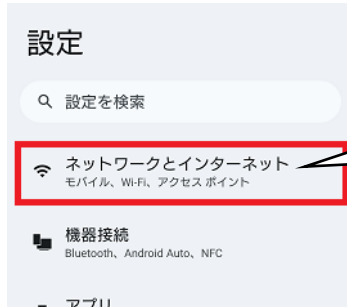 設定
設定を検索
ネットワークとインターネット
モバイル、Wi-Fi、アクセス ポイント
機器接続
Bluetooth、Android Auto、NFC
アプリ